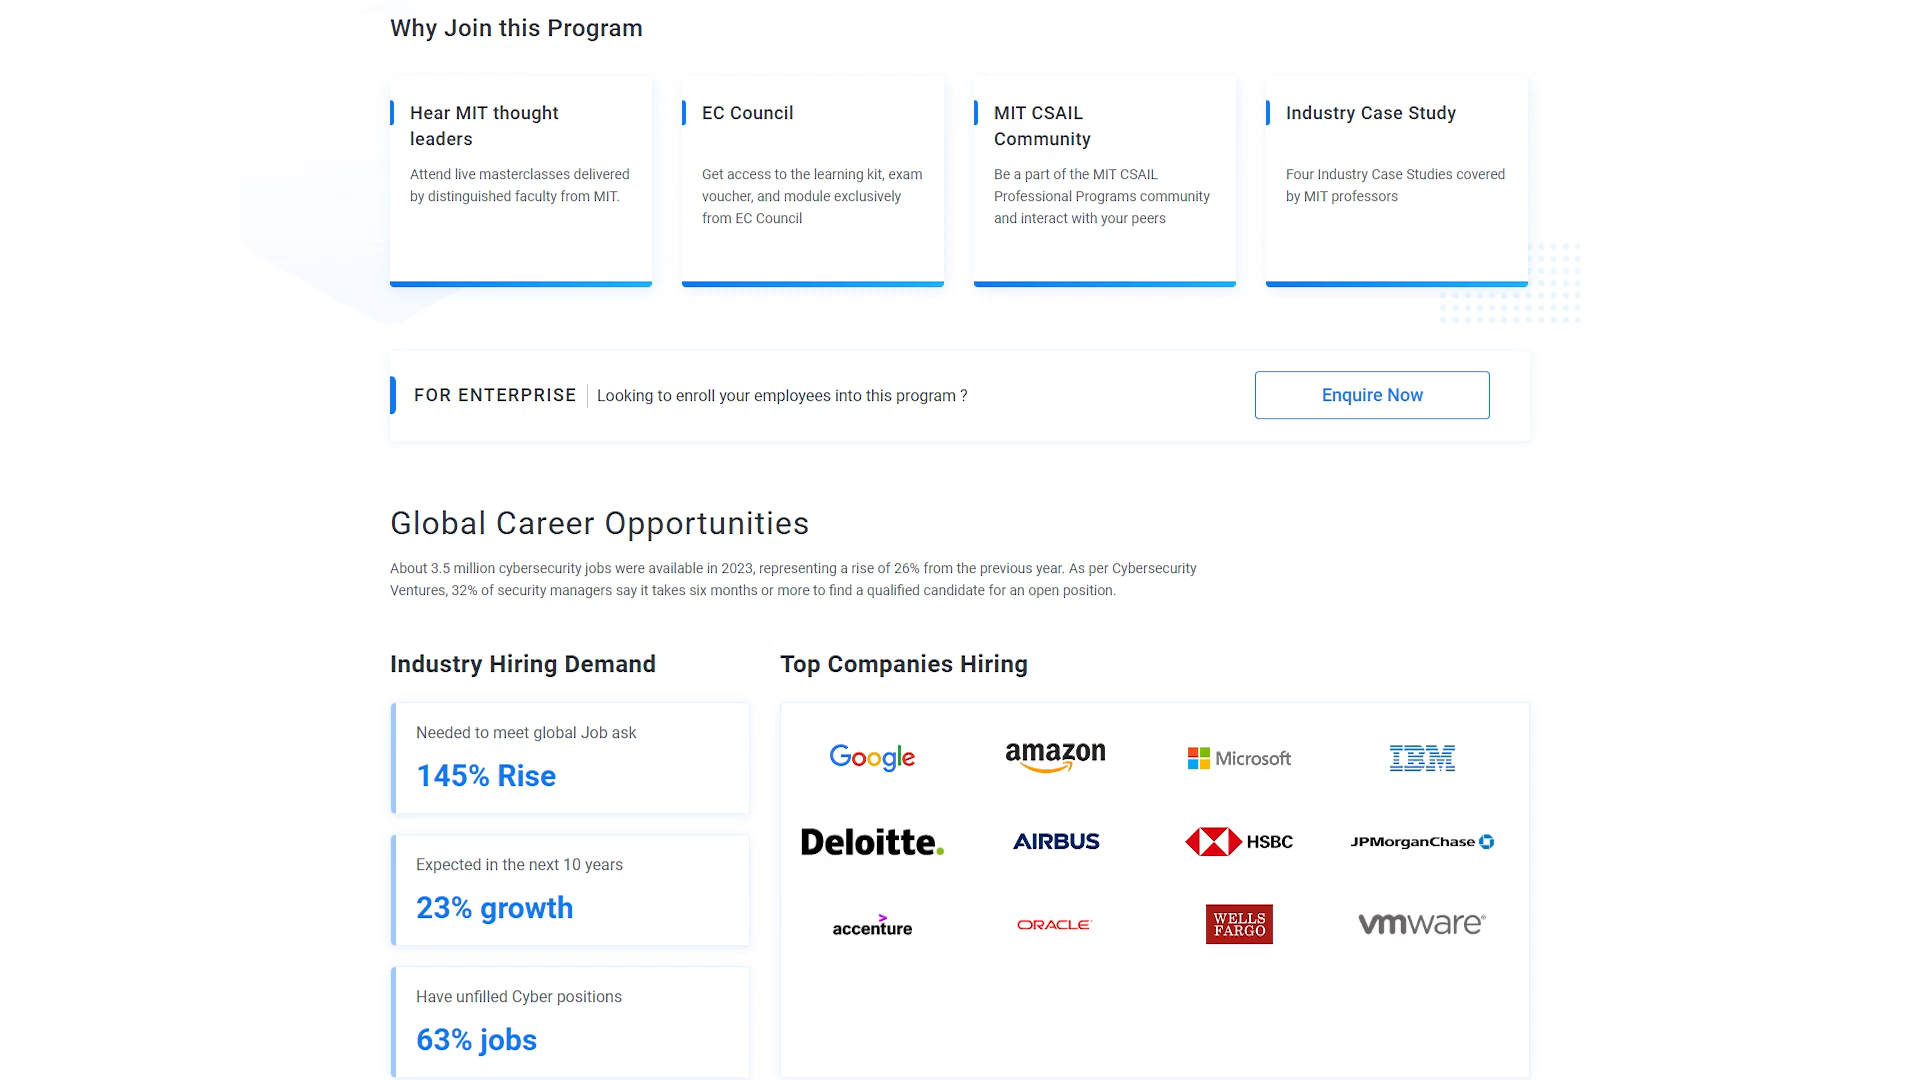 Why Join this Program
Hear MIT thought
leaders
Attend live masterclasses delivered
by distinguished faculty from MIT.
EC Council
Get access to the learning kit, exam
voucher, and module exclusively
from EC Council
MIT CSAIL
Community
Be a part of the MIT CSAIL
Professional Programs community
and interact with your peers
Industry Case Study
Four Industry Case Studies covered
by MIT professors
FOR ENTERPRISE
Looking to enroll your employees into this program ?
Enquire Now
Global Career Opportunities
About 3.5 million cybersecurity jobs were available in 2023, representing a rise of 26% from the previous year. As per Cybersecurity
Ventures, 32% of security managers say it takes six months or more to find a qualified candidate for an open position.
Industry Hiring Demand
Needed to meet global Job ask
145% Rise
Expected in the next 10 years
23% growth
Have unfilled Cyber positions
63% jobs
Top Companies Hiring
Google
amazon
Microsoft
IBM
Deloitte.
AIRBUS
HSBC
JPMorganChase
accenture
ORACLE
WELLS
FARGO
vmware®